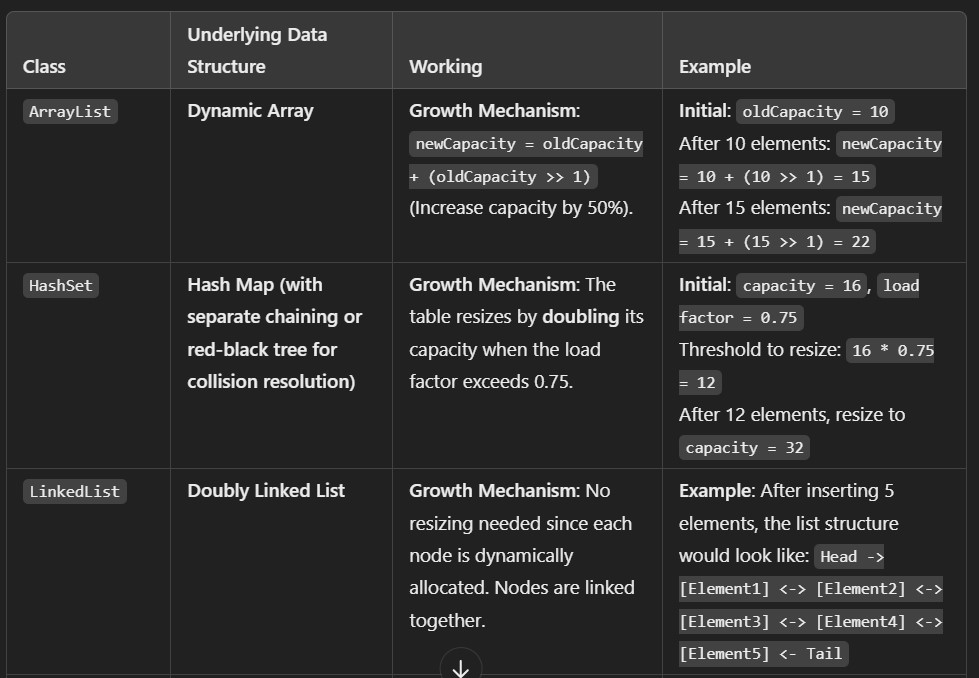 Class
Underlying Data
Structure
Working
Example
ArrayList
Dynamic Array
Growth Mechanism:
newCapacity = oldCapacity
+ (oldCapacity >> 1)
(Increase capacity by 50%).
Initial: oldCapacity = 10
After 10 elements: newCapacity
= 10 + (10 >> 1) = 15
After 15 elements: newCapacity
= 15 + (15 >> 1) = 22
HashSet
Hash Map (with
separate chaining or
red-black tree for
collision resolution)
Growth Mechanism: The
table resizes by doubling its
capacity when the load
factor exceeds 0.75.
Initial: capacity = 16, load
factor = 0.75
Threshold to resize: 16 * 0.75
= 12
After 12 elements, resize to
capacity = 32
LinkedList
Doubly Linked List
Growth Mechanism: No
resizing needed since each
node is dynamically
allocated. Nodes are linked
together.
Example: After inserting 5
elements, the list structure
would look like: Head ->
[Element1] <-> [Element2] <->
[Element3] <-> [Element4] <->
[Element5] <- Tail